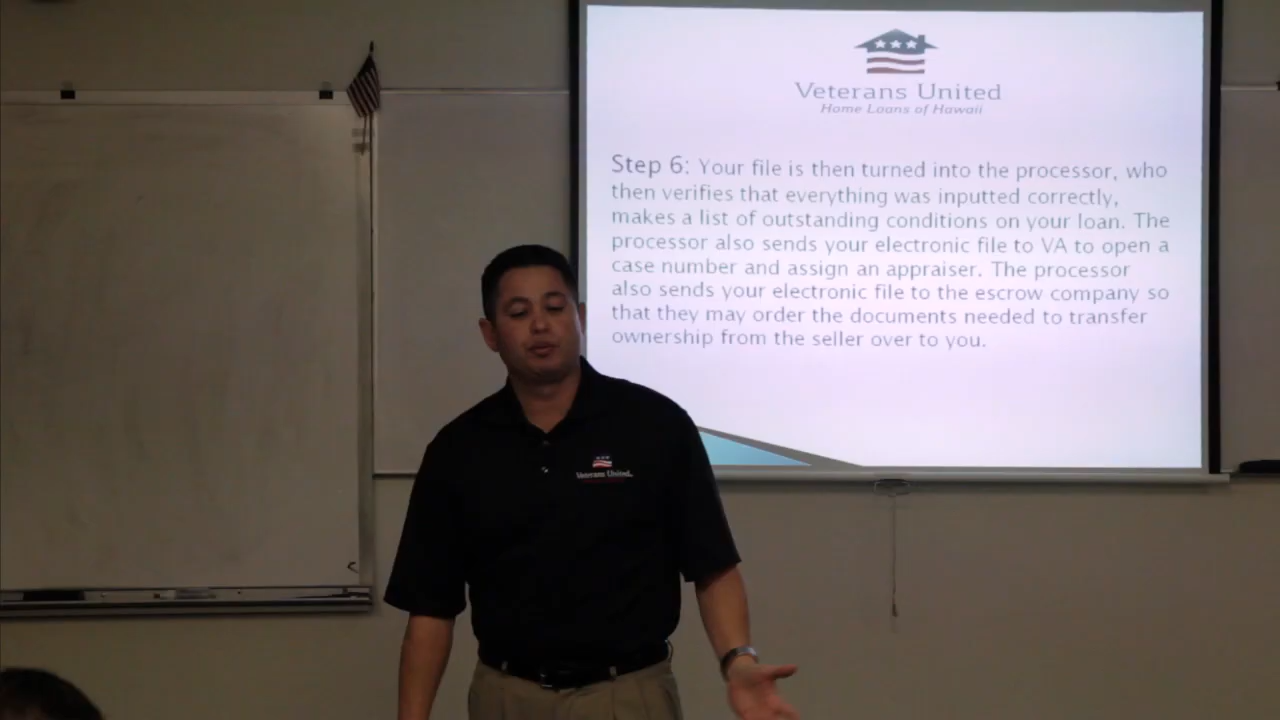 Veterans United
Home Loans of Hawaii
Step 6: Your file is then turned into the processor, who
then verifies that everything was inputted correctly,
makes a list of outstanding conditions on your loan. The
processor also sends your electronic file to VA to open a
case number and assign an appraiser. The processor
also sends your electronic file to the escrow company so
that they may order the documents needed to transfer
ownership from the seller over to you.
Veterans United